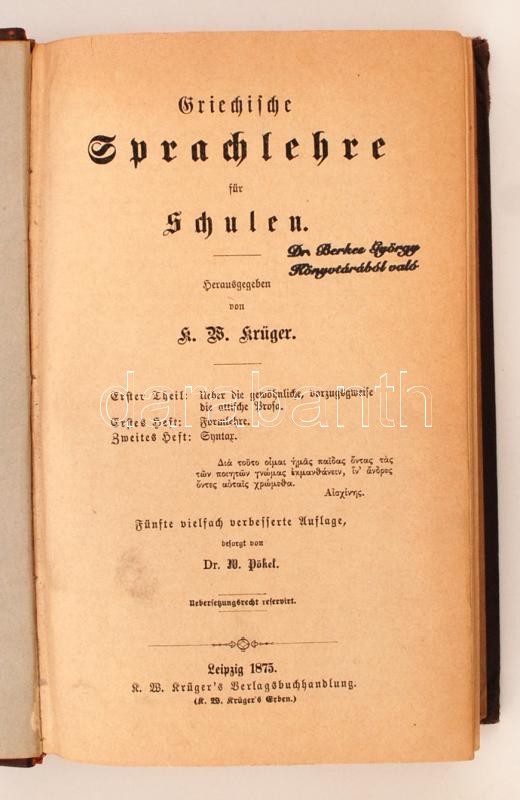 Griechische
Sprachlehre
für
Schulen.
Dr. Berkes György
Könyvtárából való
Herausgegeben
von
K. W. Krüger.
Erster Theil: Ueber die gewöhnliche, vorzugsweise
die attische Prosa.
Erstes Heft: Formlehre.
Zweites Heft: Syntax.
darabanth
Διὰ τοῦτο οἶμαι ἡμᾶς παῖδας ὄντας τὰς
τῶν ποιητῶν γνώμας ἐκμανθάνειν, ἵν᾽ ἄνδρες
ὄντες αὐταῖς χρώμεθα.
Αἰσχίνης.
Fünfte vielfach verbesserte Auflage,
besorgt von
Dr. W. Pökel.
Uebersetzungsrecht reservirt.
Leipzig 1875.
K. W. Krüger's Verlagsbuchhandlung.
(K. W. Krüger's Erben.)